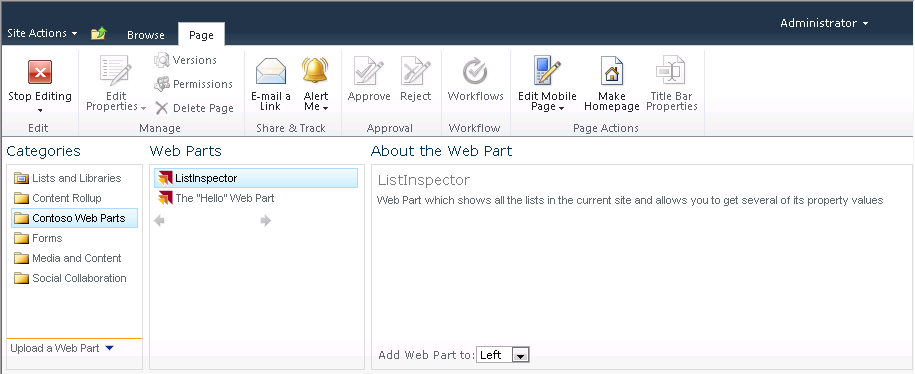 Administrator
Site Actions Browse Page
Versions
Permissions
Delete Page
Stop Editing
Edit Properties
E-mail a Link
Alert Me
Approve
Reject
Workflows
Edit Mobile Page
Make Homepage
Title Bar Properties
Edit Manage Share & Track Approval Workflow Page Actions
Categories
Lists and Libraries
Content Rollup
Contoso Web Parts
Forms
Media and Content
Social Collaboration
Upload a Web Part
Web Parts
ListInspector
The "Hello" Web Part
About the Web Part
ListInspector
Web Part which shows all the lists in the current site and allows you to get several of its property values
Add Web Part to: Left